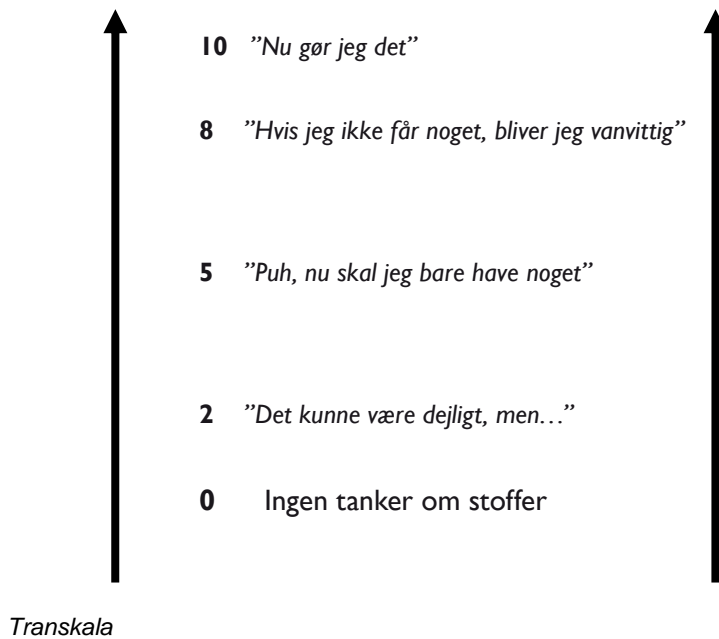 10 ”Nu gør jeg det”
8 ”Hvis jeg ikke får noget, bliver jeg vanvittig”
5 ”Puh, nu skal jeg bare have noget”
2 ”Det kunne være dejligt, men…”
0 Ingen tanker om stoffer
Transkala